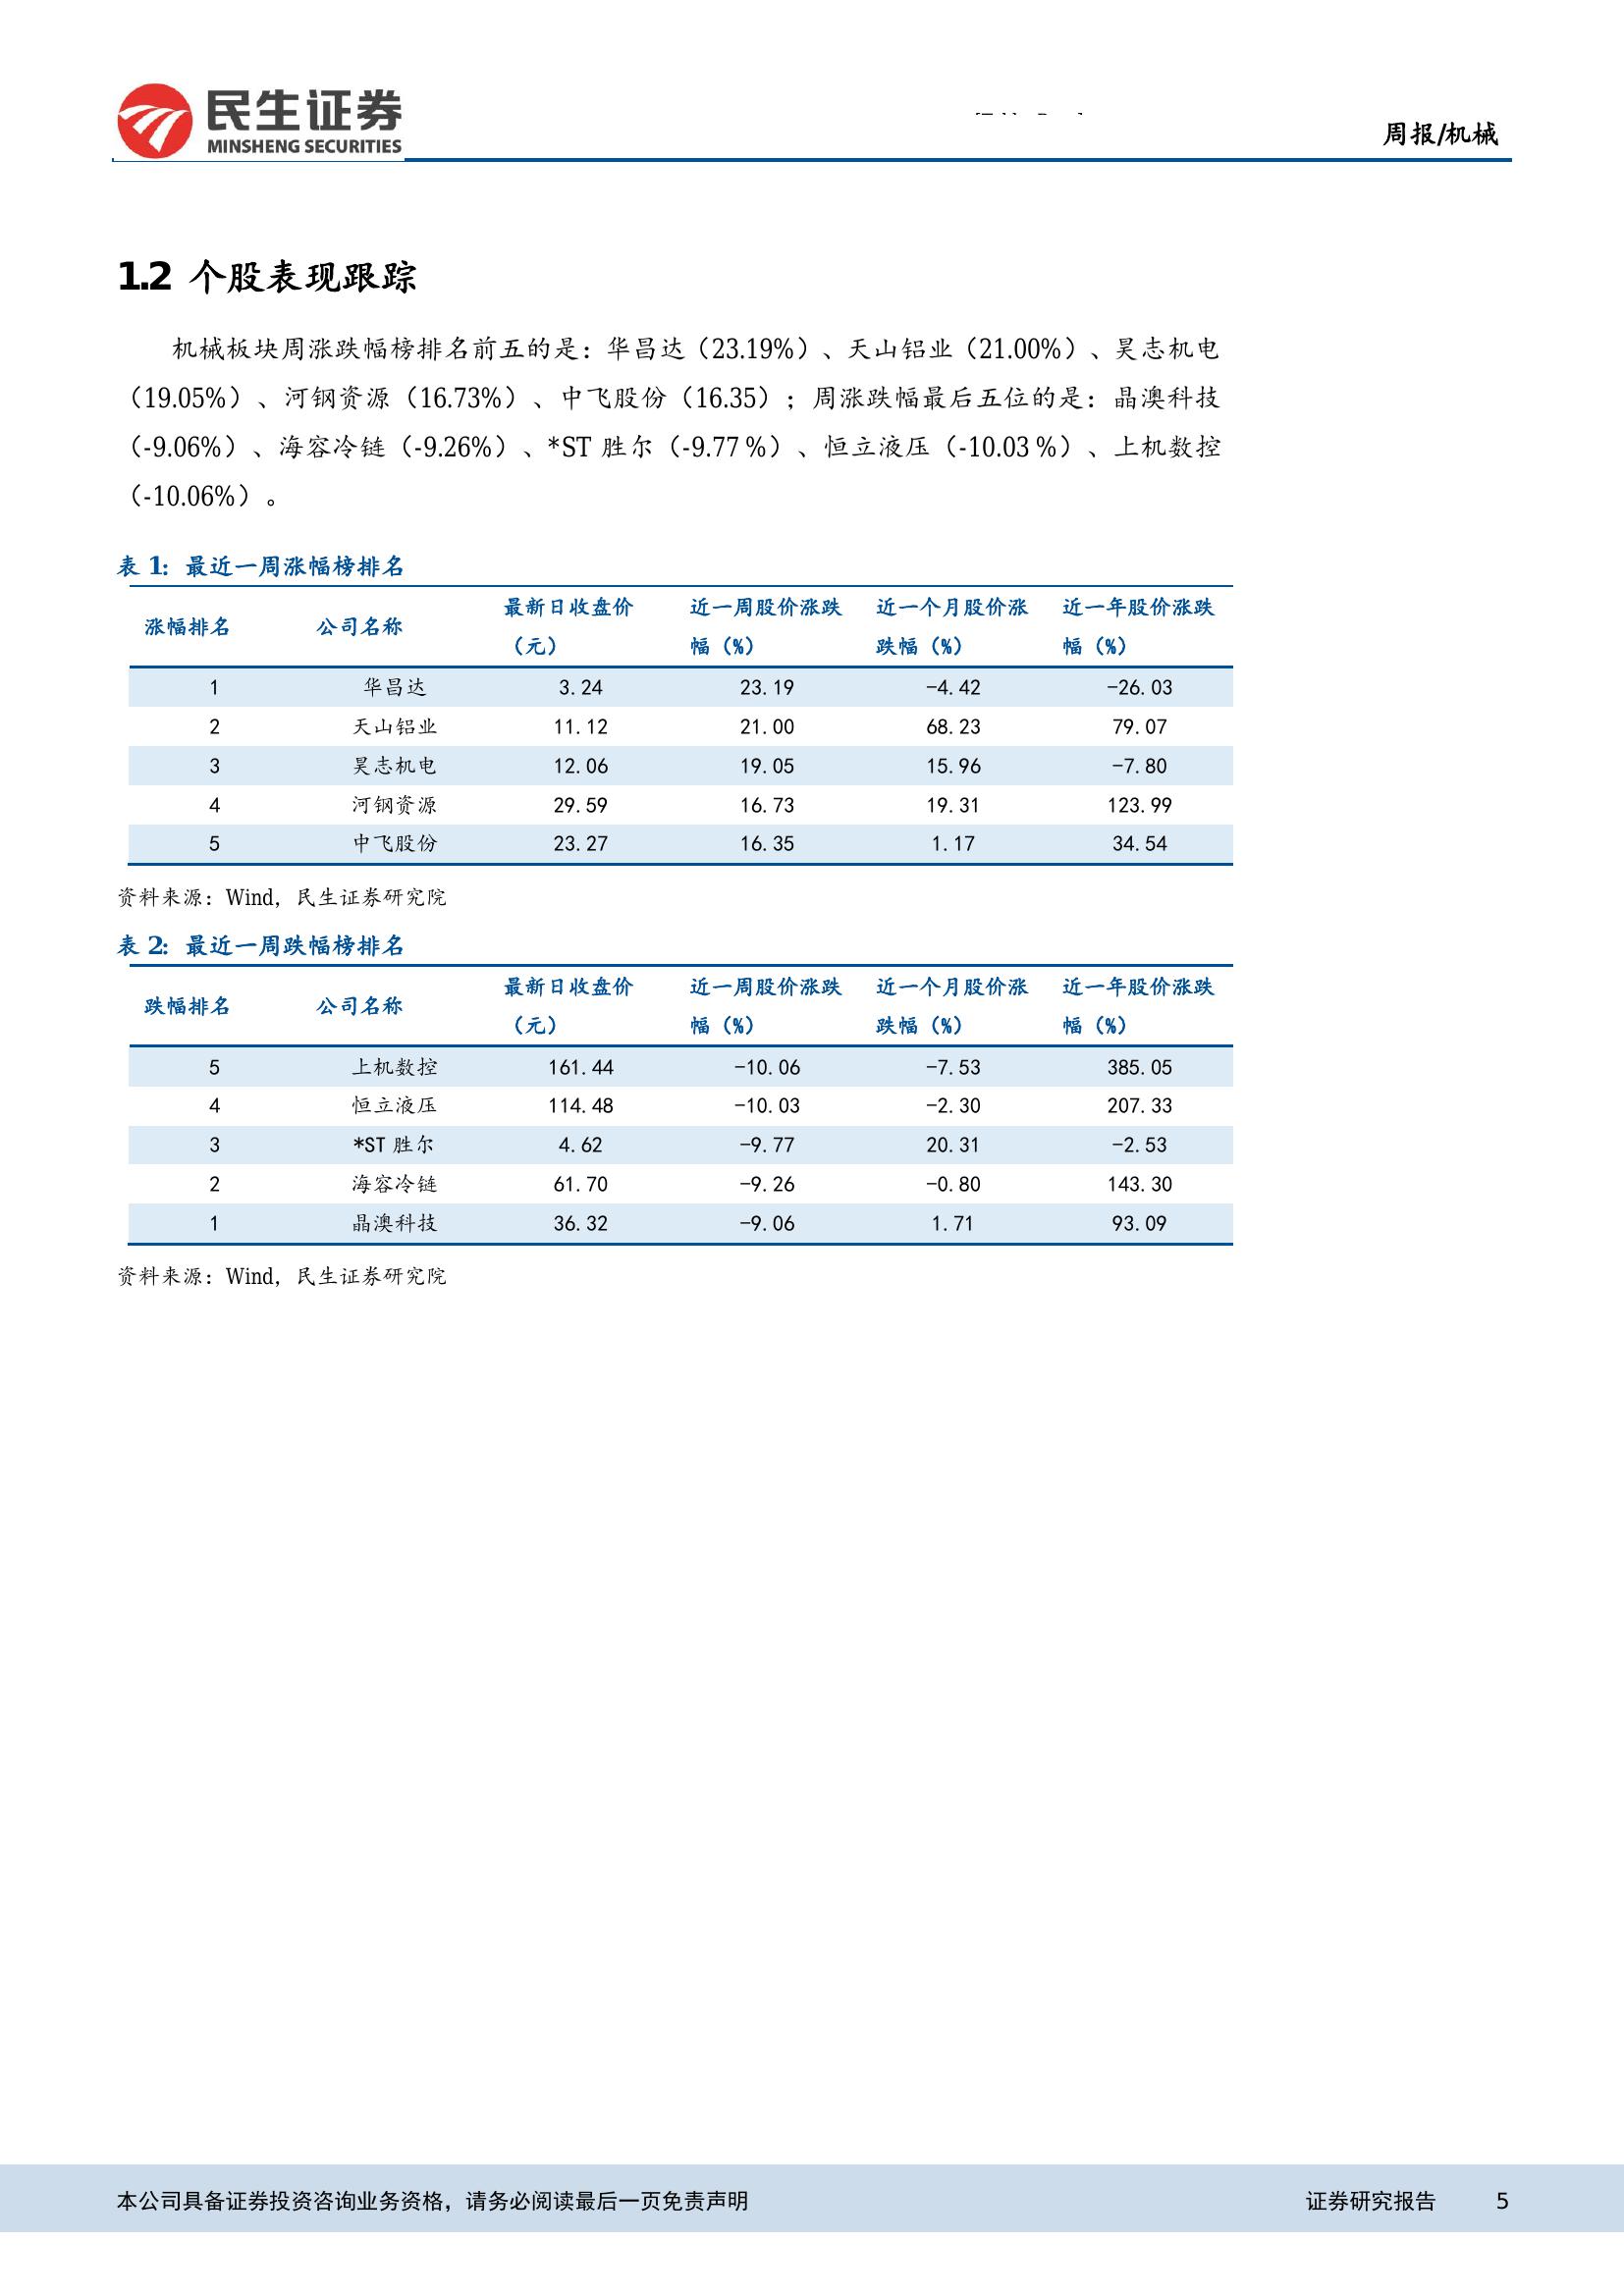 民生证券
MINSHENG SECURITIES
周报/机械
1.2 个股表现跟踪
机械板块周涨跌幅榜排名前五的是：华昌达（23.19%）、天山铝业（21.00%）、昊志机电
（19.05%）、河钢资源（16.73%）、中飞股份（16.35）；周涨跌幅最后五位的是：晶澳科技
（-9.06%）、海容冷链（-9.26%）、*ST 胜尔（-9.77 %）、恒立液压（-10.03 %）、上机数控
（-10.06%）。
表 1：最近一周涨幅榜排名
涨幅排名 公司名称 最新日收盘价（元） 近一周股价涨跌幅（%） 近一个月股价涨跌幅（%） 近一年股价涨跌幅（%）
1 华昌达 3.24 23.19 -4.42 -26.03
2 天山铝业 11.12 21.00 68.23 79.07
3 昊志机电 12.06 19.05 15.96 -7.80
4 河钢资源 29.59 16.73 19.31 123.99
5 中飞股份 23.27 16.35 1.17 34.54
资料来源：Wind，民生证券研究院
表 2：最近一周跌幅榜排名
跌幅排名 公司名称 最新日收盘价（元） 近一周股价涨跌幅（%） 近一个月股价涨跌幅（%） 近一年股价涨跌幅（%）
5 上机数控 161.44 -10.06 -7.53 385.05
4 恒立液压 114.48 -10.03 -2.30 207.33
3 *ST 胜尔 4.62 -9.77 20.31 -2.53
2 海容冷链 61.70 -9.26 -0.80 143.30
1 晶澳科技 36.32 -9.06 1.71 93.09
资料来源：Wind，民生证券研究院
本公司具备证券投资咨询业务资格，请务必阅读最后一页免责声明 证券研究报告 5